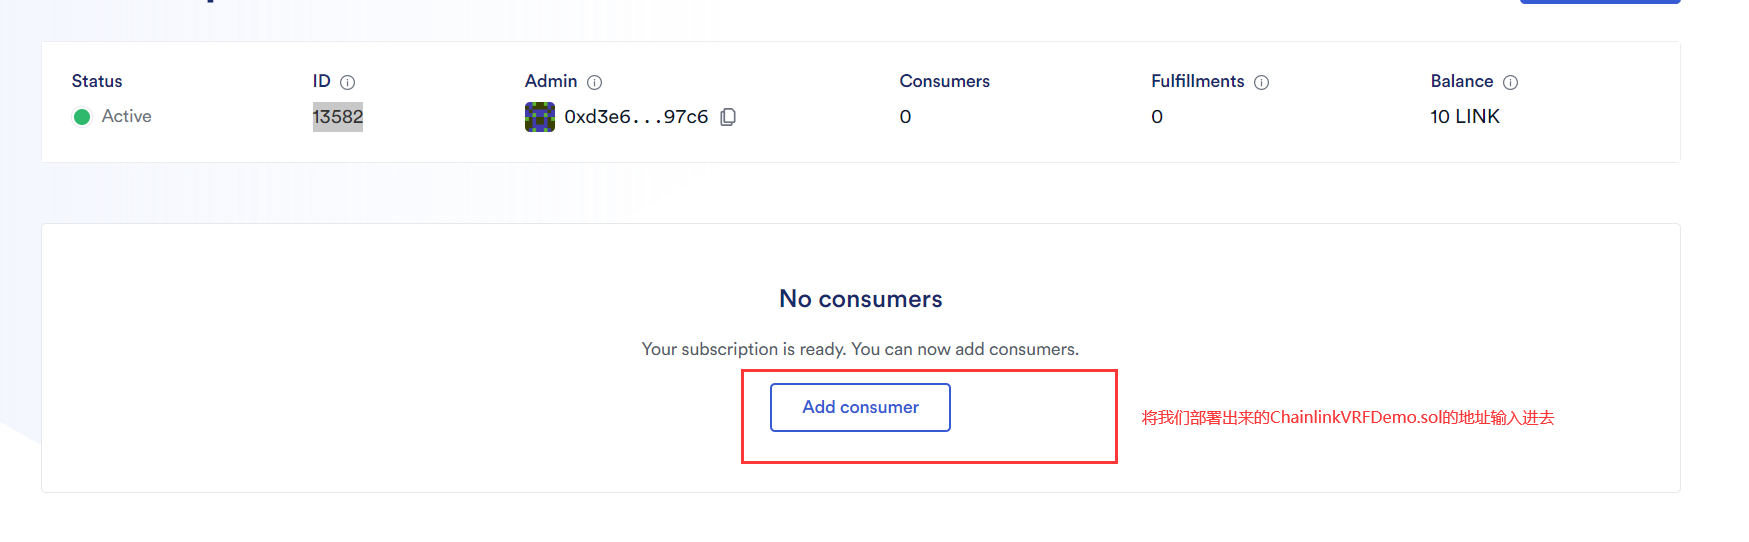 Status ID Admin Consumers Fulfillments Balance
Active 13582 0xd3e6...97c6 0 0 10 LINK
No consumers
Your subscription is ready. You can now add consumers.
Add consumer
将我们部署出来的ChainlinkVRFDemo.sol的地址输入进去